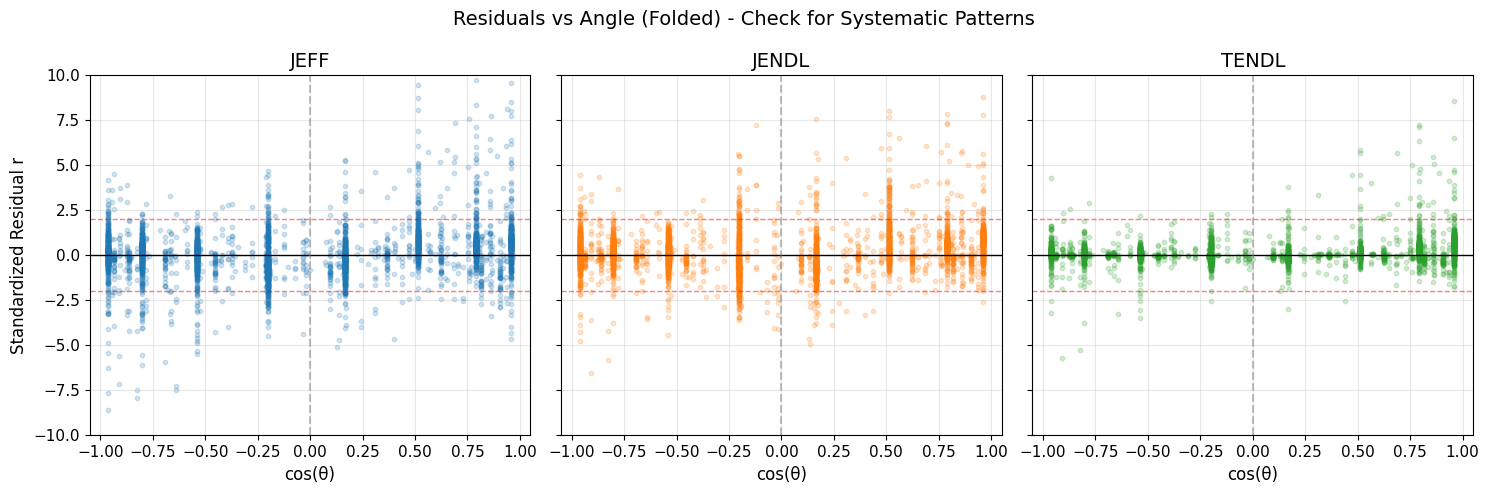 Residuals vs Angle (Folded) - Check for Systematic Patterns
JEFF
JENDL
TENDL
Standardized Residual r
10.0
7.5
5.0
2.5
0.0
−2.5
−5.0
−7.5
−10.0
−1.00 −0.75 −0.50 −0.25 0.00 0.25 0.50 0.75 1.00
−1.00 −0.75 −0.50 −0.25 0.00 0.25 0.50 0.75 1.00
−1.00 −0.75 −0.50 −0.25 0.00 0.25 0.50 0.75 1.00
cos(θ)
cos(θ)
cos(θ)